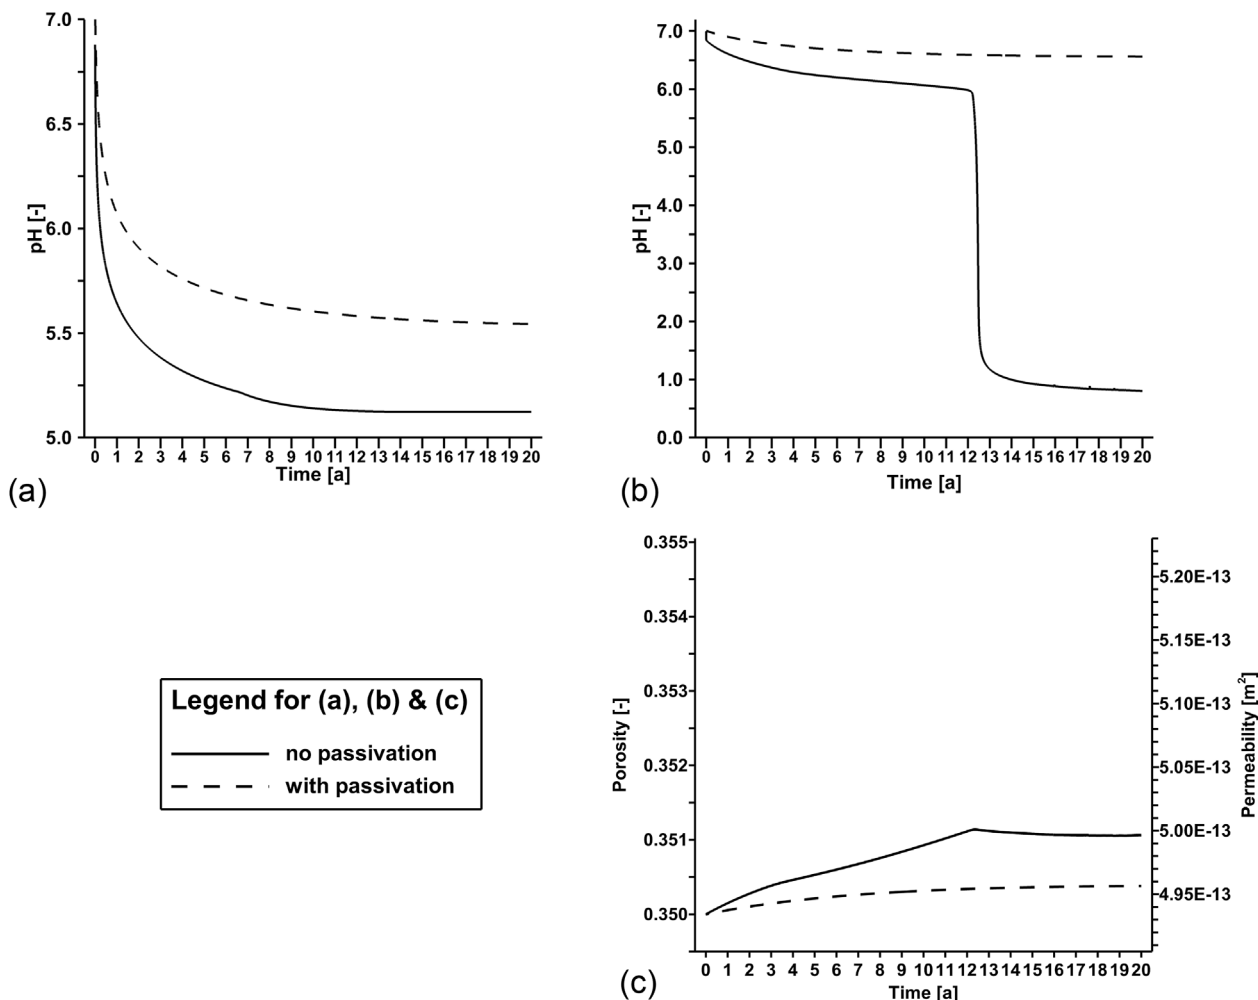 7.0
6.5
6.0
5.5
5.0
pH [-]
0 1 2 3 4 5 6 7 8 9 10 11 12 13 14 15 16 17 18 19 20
Time [a]
(a)
7.0
6.0
5.0
4.0
3.0
2.0
1.0
0.0
pH [-]
0 1 2 3 4 5 6 7 8 9 10 11 12 13 14 15 16 17 18 19 20
Time [a]
(b)
Legend for (a), (b) & (c)
no passivation
with passivation
0.355
0.354
0.353
0.352
0.351
0.350
Porosity [-]
5.20E-13
5.15E-13
5.10E-13
5.05E-13
5.00E-13
4.95E-13
Permeability [m²]
0 1 2 3 4 5 6 7 8 9 10 11 12 13 14 15 16 17 18 19 20
Time [a]
(c)